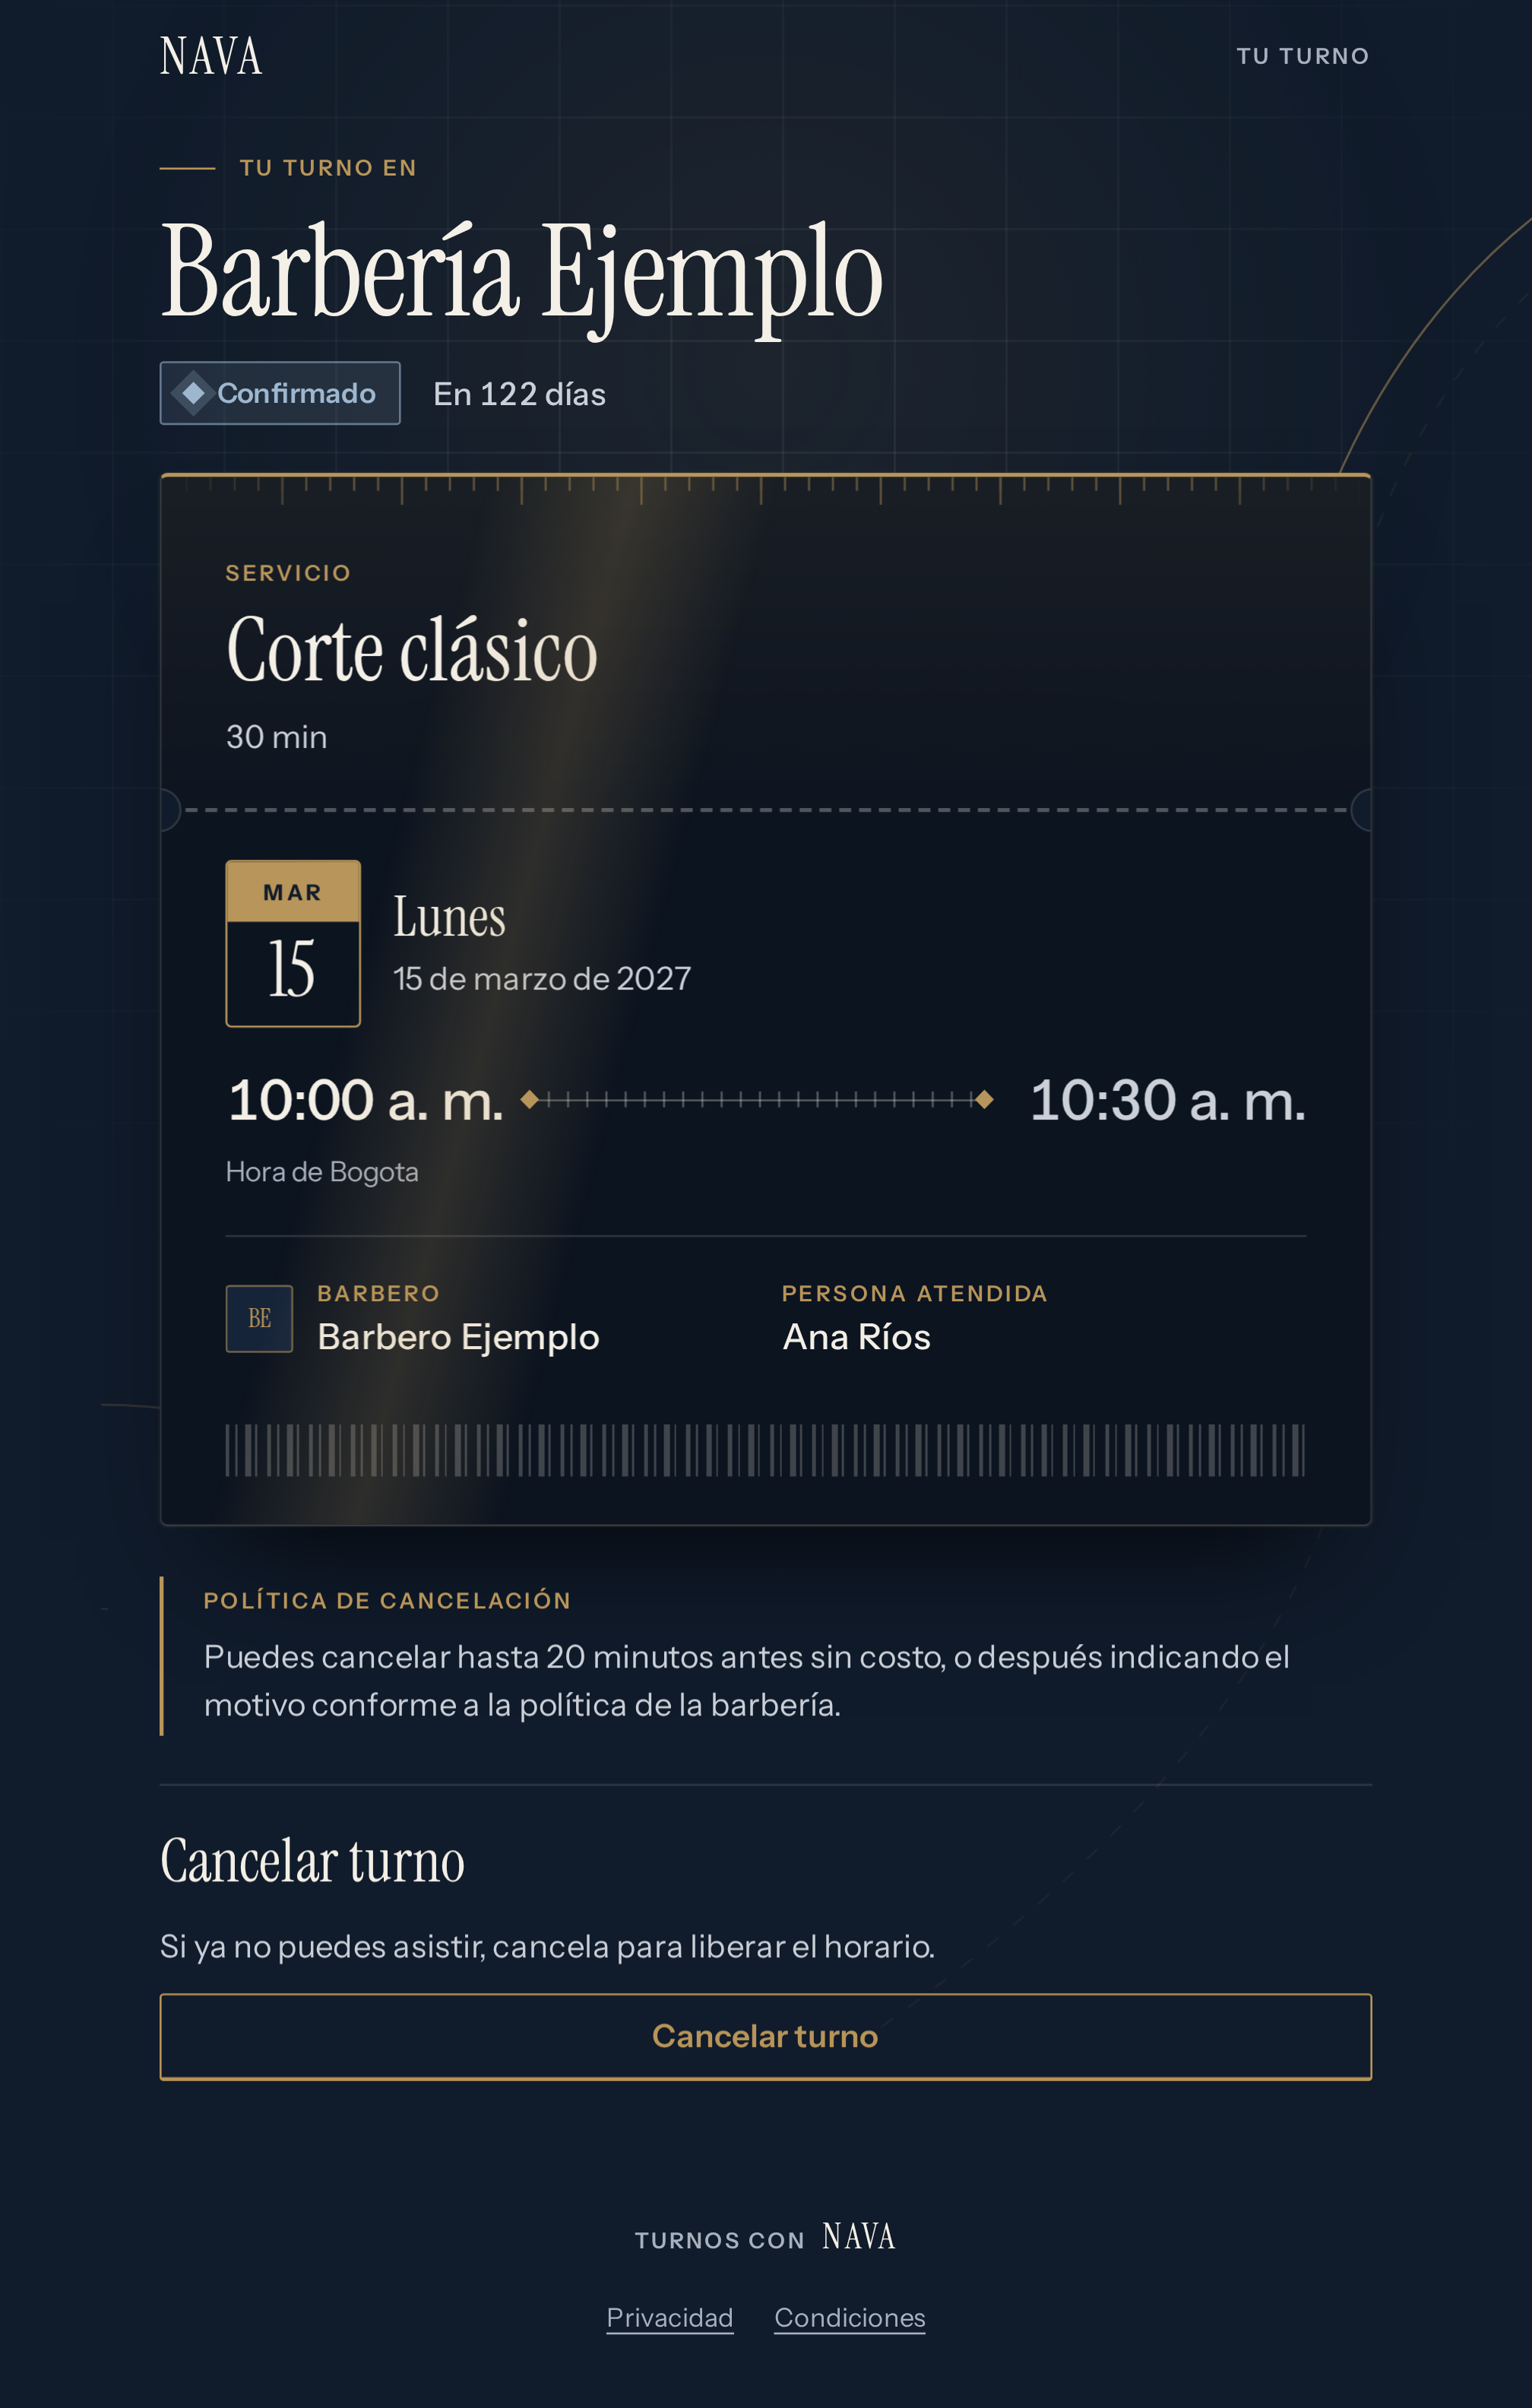 NAVA
TU TURNO
TU TURNO EN
Barbería Ejemplo
Confirmado
En 122 días
SERVICIO
Corte clásico
30 min
MAR
15
Lunes
15 de marzo de 2027
10:00 a. m.
10:30 a. m.
Hora de Bogota
BE
BARBERO
Barbero Ejemplo
PERSONA ATENDIDA
Ana Ríos
POLÍTICA DE CANCELACIÓN
Puedes cancelar hasta 20 minutos antes sin costo, o después indicando el
motivo conforme a la política de la barbería.
Cancelar turno
Si ya no puedes asistir, cancela para liberar el horario.
Cancelar turno
TURNOS CON NAVA
Privacidad
Condiciones